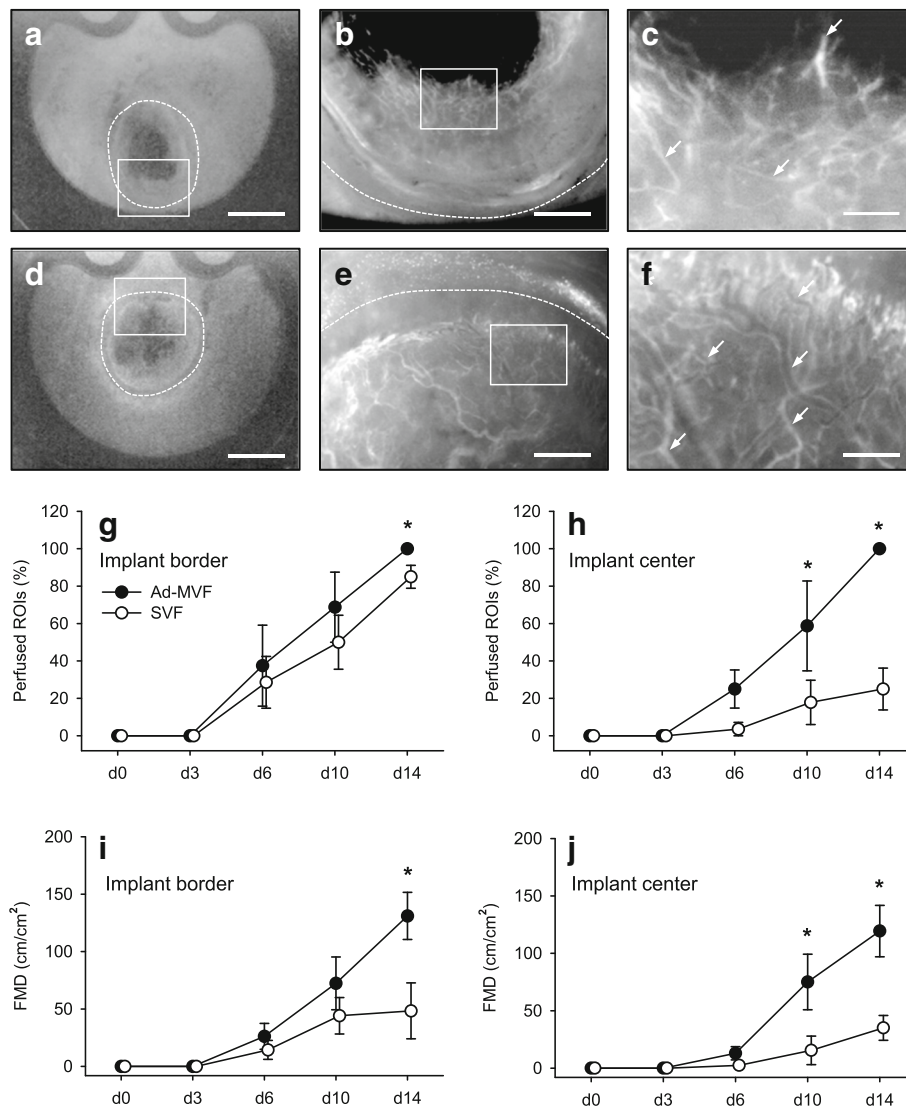 a
b
c
d
e
f
g
Implant border
Ad-MVF
SVF
Perfused ROIs (%)
120
100
80
60
40
20
0
d0 d3 d6 d10 d14
*
h
Implant center
Perfused ROIs (%)
120
100
80
60
40
20
0
d0 d3 d6 d10 d14
* *
i
Implant border
FMD (cm/cm²)
200
150
100
50
0
d0 d3 d6 d10 d14
*
j
Implant center
FMD (cm/cm²)
200
150
100
50
0
d0 d3 d6 d10 d14
* *